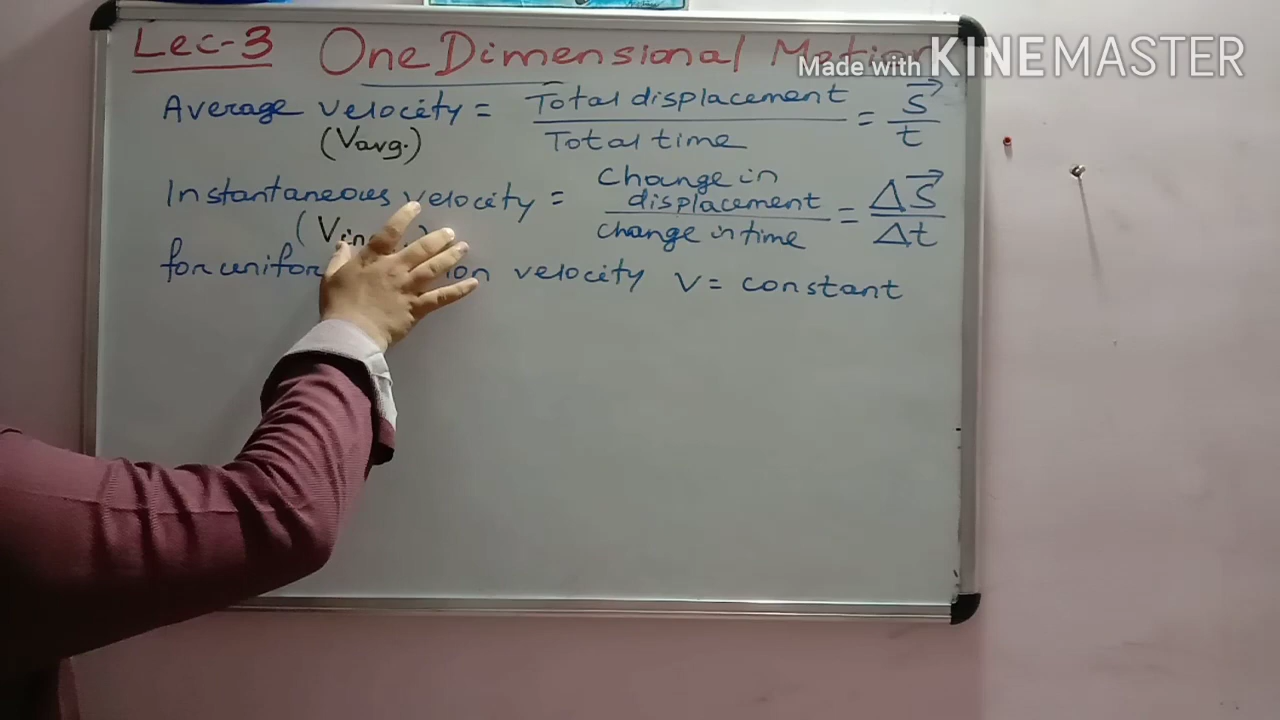 Lec-3 One Dimensional Motion
Made with KINEMASTER
Average velocity = Total displacement / Total time = S⃗ / t
(Vavg.)
Instantaneous velocity = Change in displacement / change in time = ΔS⃗ / Δt
for velocity V = constant